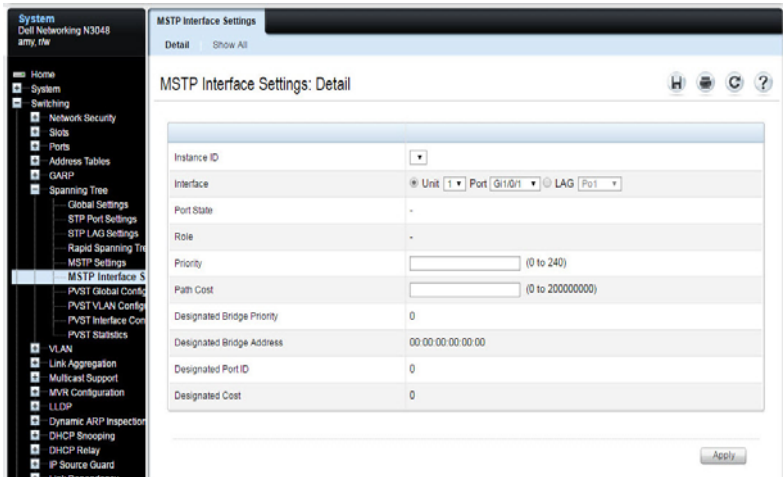 System
Dell Networking N3048
amy, r/w
Home
System
Switching
Network Security
Slots
Ports
Address Tables
GARP
Spanning Tree
Global Settings
STP Port Settings
STP LAG Settings
Rapid Spanning Tre
MSTP Settings
MSTP Interface S
PVST Global Config
PVST VLAN Config
PVST Interface Con
PVST Statistics
VLAN
Link Aggregation
Multicast Support
MVR Configuration
LLDP
Dynamic ARP Inspection
DHCP Snooping
DHCP Relay
IP Source Guard
MSTP Interface Settings
Detail Show All
MSTP Interface Settings: Detail
Instance ID
Interface Unit 1 Port Gi1/0/1 LAG Po1
Port State -
Role -
Priority (0 to 240)
Path Cost (0 to 200000000)
Designated Bridge Priority 0
Designated Bridge Address 00:00:00:00:00:00
Designated Port ID 0
Designated Cost 0
Apply